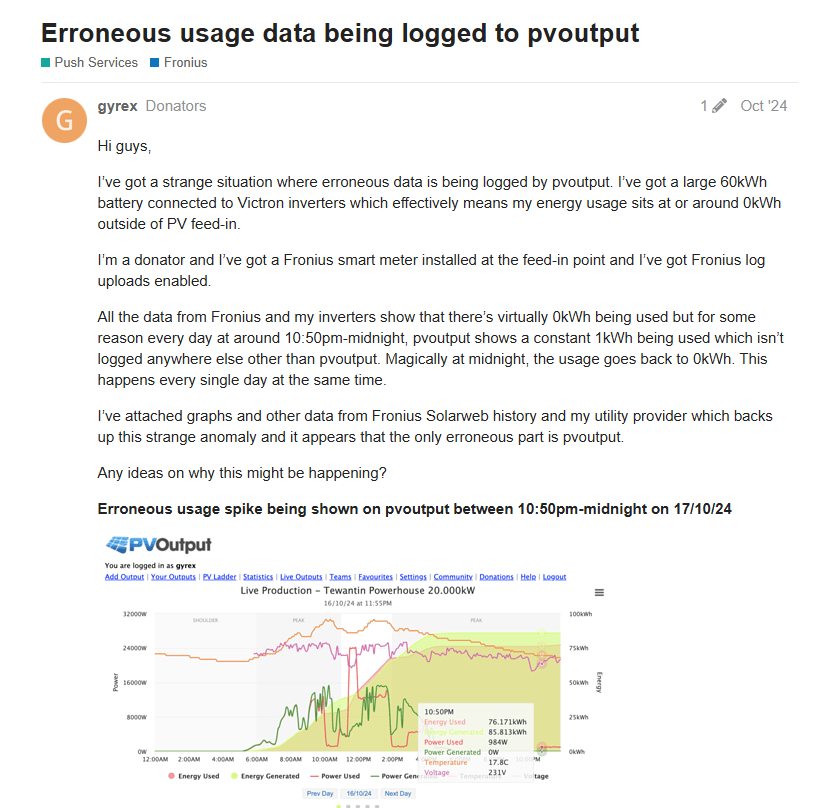 Erroneous usage data being logged to pvoutput
Push Services Fronius
G
gyrex Donators 1 Oct '24
Hi guys,
I've got a strange situation where erroneous data is being logged by pvoutput. I've got a large 60kWh
battery connected to Victron inverters which effectively means my energy usage sits at or around 0kWh
outside of PV feed-in.
I'm a donator and I've got a Fronius smart meter installed at the feed-in point and I've got Fronius log
uploads enabled.
All the data from Fronius and my inverters show that there's virtually 0kWh being used but for some
reason every day at around 10:50pm-midnight, pvoutput shows a constant 1kWh being used which isn't
logged anywhere else other than pvoutput. Magically at midnight, the usage goes back to 0kWh. This
happens every single day at the same time.
I've attached graphs and other data from Fronius Solarweb history and my utility provider which backs
up this strange anomaly and it appears that the only erroneous part is pvoutput.
Any ideas on why this might be happening?
Erroneous usage spike being shown on pvoutput between 10:50pm-midnight on 17/10/24
PVOutput
You are logged in as gyrex
Add Output | Your Outputs | PV Ladder | Statistics | Live Outputs | Teams | Favourites | Settings | Community | Donations | Help | Logout
Live Production - Tewantin Powerhouse 20.000kW
16/10/24 at 11:55PM
32000W 100kWh
SHOULDER PEAK PEAK
24000W 75kWh
16000W 50kWh
Power Energy
8000W 25kWh
0W 0kWh
10:50PM
Energy Used 76.171kWh
Energy Generated 85.813kWh
Power Used 984W
Power Generated 0W
Temperature 17.8C
Voltage 231V
12:00AM 2:00AM 4:00AM 6:00AM 8:00AM 10:00AM 12:00PM 2:00PM
Energy Used Energy Generated Power Used Power Gene Temperature Voltage
Prev Day 16/10/24 Next Day